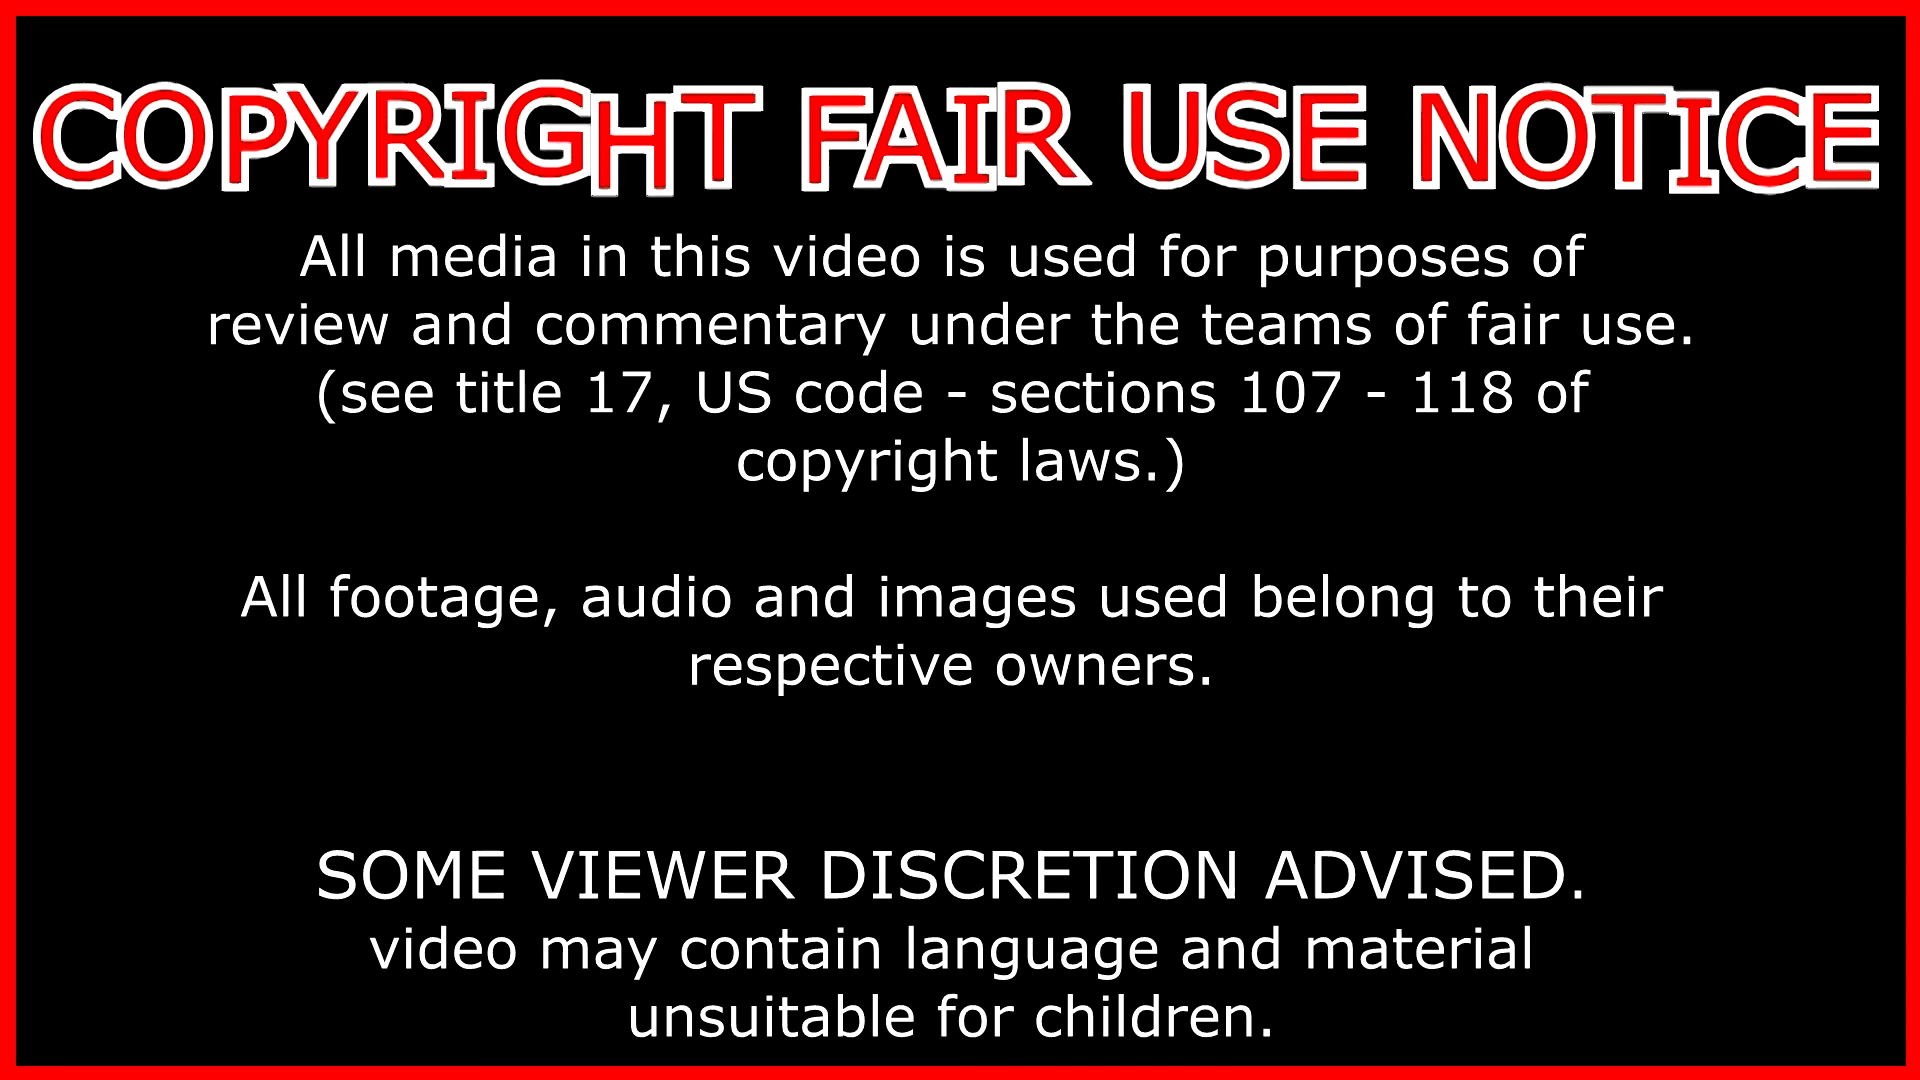 COPYRIGHT FAIR USE NOTICE
All media in this video is used for purposes of
review and commentary under the teams of fair use.
(see title 17, US code - sections 107 - 118 of
copyright laws.)
All footage, audio and images used belong to their
respective owners.
SOME VIEWER DISCRETION ADVISED.
video may contain language and material
unsuitable for children.